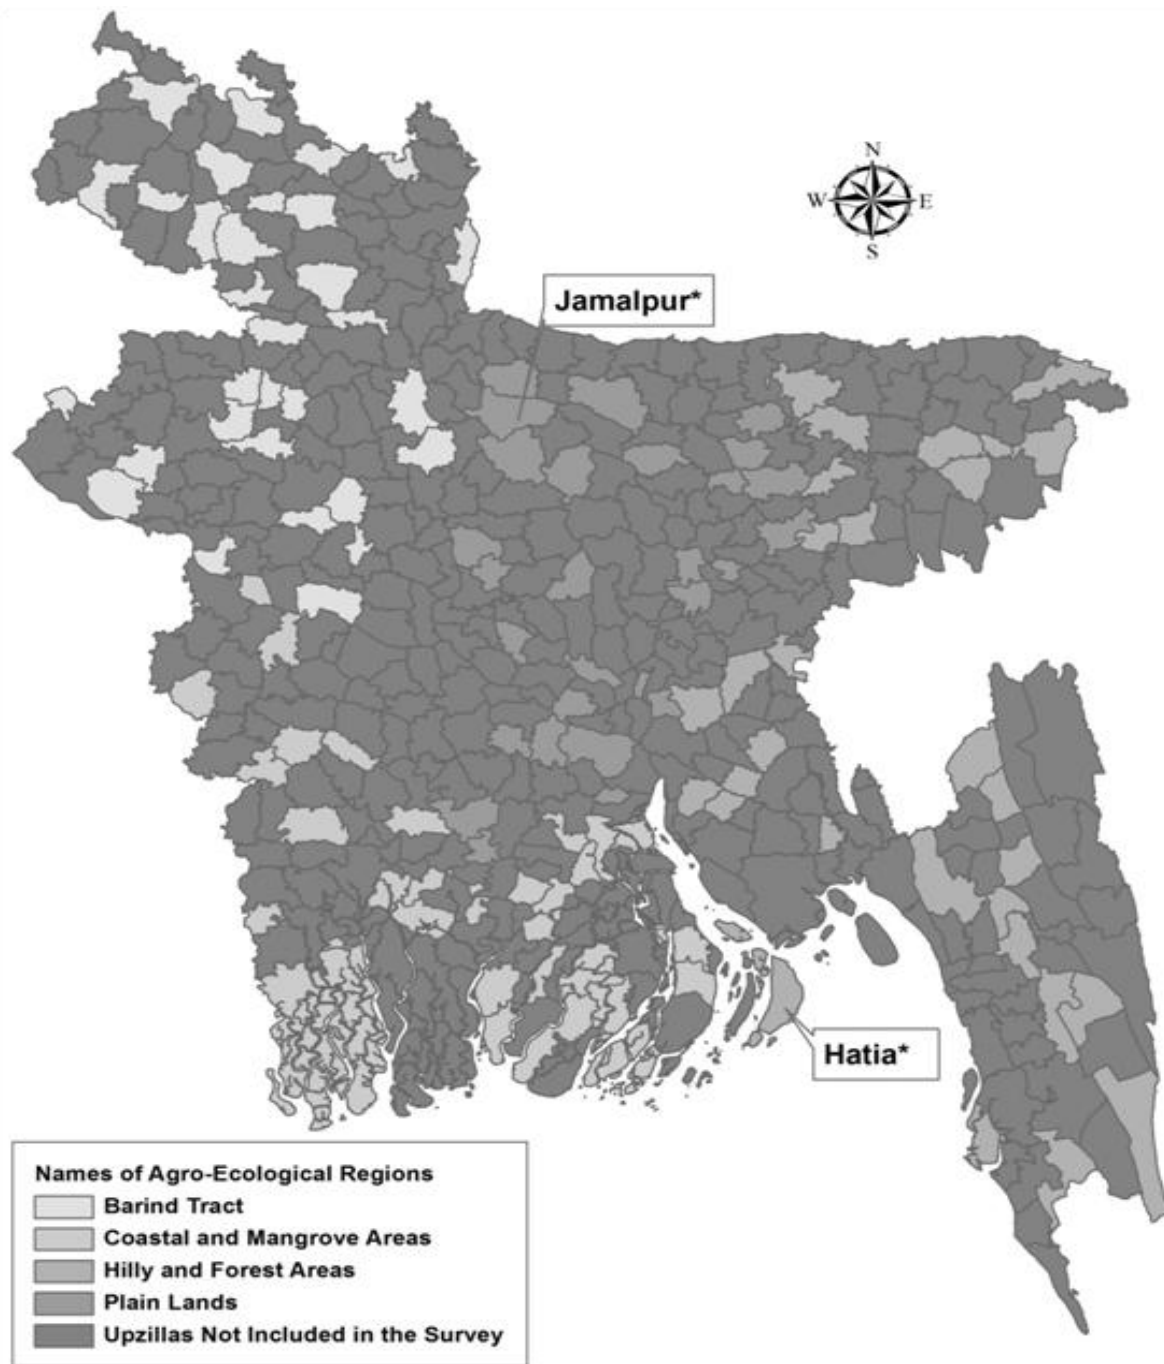 N
W E
S
Jamalpur*
Hatia*
Names of Agro-Ecological Regions
Barind Tract
Coastal and Mangrove Areas
Hilly and Forest Areas
Plain Lands
Upzillas Not Included in the Survey